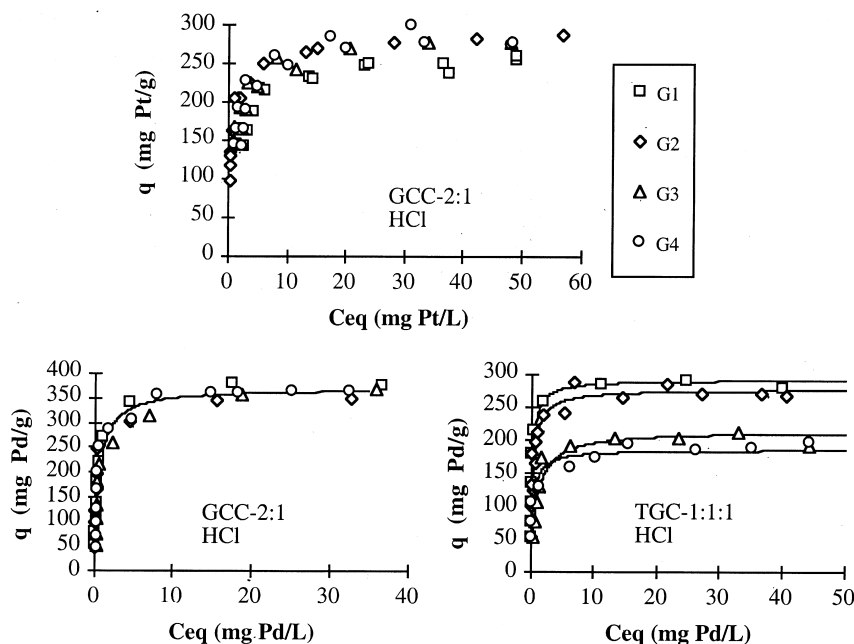 300
250
200
150
100
50
0
q (mg Pt/g)
GCC-2:1
HCl
0 10 20 30 40 50 60
Ceq (mg Pt/L)
G1
G2
G3
G4
400
350
300
250
200
150
100
50
0
q (mg Pd/g)
GCC-2:1
HCl
0 10 20 30 40
Ceq (mg Pd/L)
300
250
200
150
100
50
0
q (mg Pd/g)
TGC-1:1:1
HCl
0 10 20 30 40 50
Ceq (mg Pd/L)